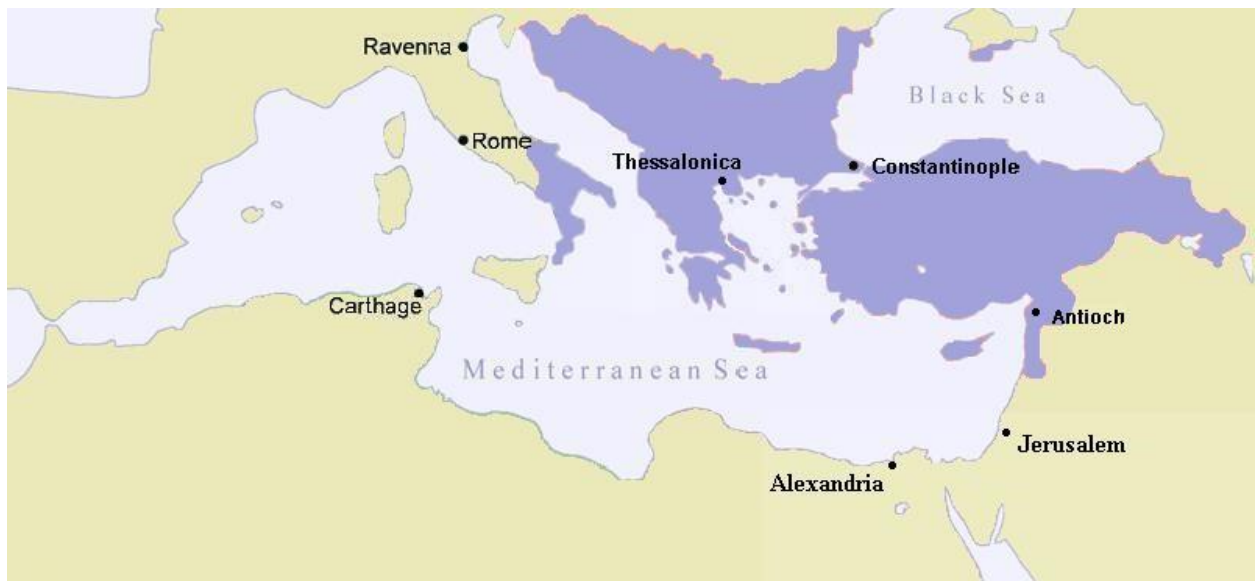 Ravenna
Black Sea
Rome
Thessalonica
Constantinople
Carthage
Antioch
Mediterranean Sea
Jerusalem
Alexandria